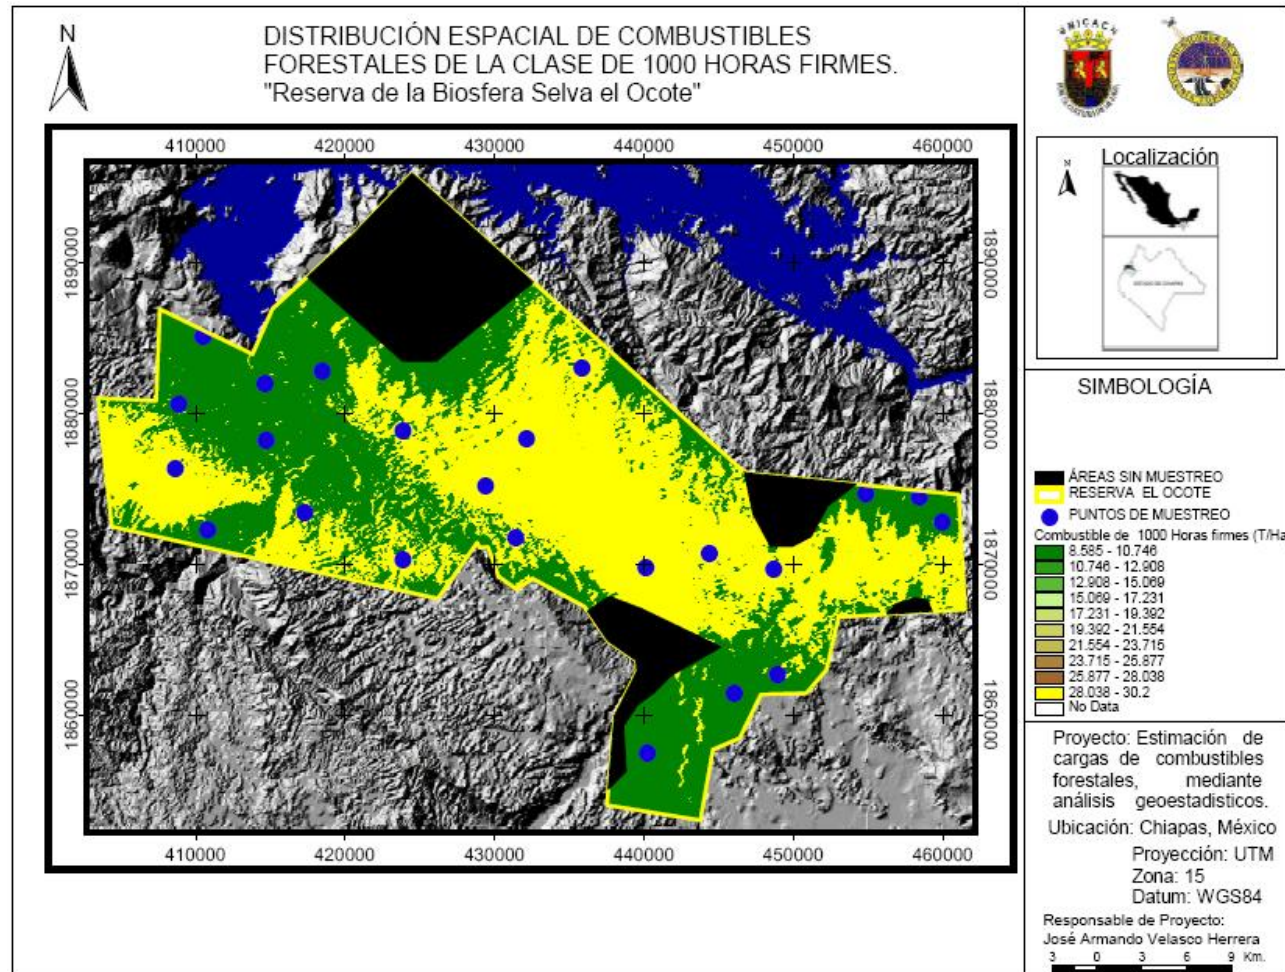 N
DISTRIBUCIÓN ESPACIAL DE COMBUSTIBLES
FORESTALES DE LA CLASE DE 1000 HORAS FIRMES.
"Reserva de la Biosfera Selva el Ocote"
410000 420000 430000 440000 450000 460000
1890000
1880000
1870000
1860000
1890000
1880000
1870000
1860000
410000 420000 430000 440000 450000 460000
UNICACH
Localización
N
SIMBOLOGÍA
ÁREAS SIN MUESTREO
RESERVA EL OCOTE
PUNTOS DE MUESTREO
Combustible de 1000 Horas firmes (T/Ha
8.585 - 10.746
10.746 - 12.908
12.908 - 15.069
15.069 - 17.231
17.231 - 19.392
19.392 - 21.554
21.554 - 23.715
23.715 - 25.877
25.877 - 28.038
28.038 - 30.2
No Data
Proyecto: Estimación de
cargas de combustibles
forestales, mediante
análisis geoestadisticos.
Ubicación: Chiapas, México
Proyección: UTM
Zona: 15
Datum: WGS84
Responsable de Proyecto:
José Armando Velasco Herrera
3 0 3 6 9 Km.